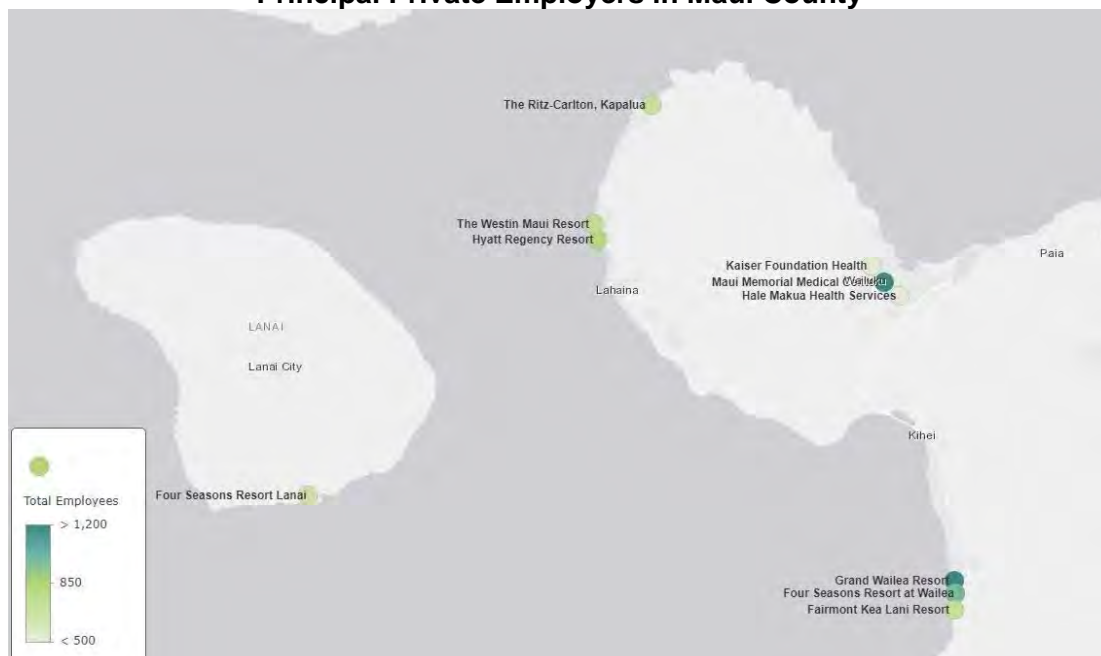 Principal Private Employers in Maui County
The Ritz-Carlton, Kapalua
The Westin Maui Resort
Hyatt Regency Resort
Paia
Kaiser Foundation Health
Maui Memorial Medical Center
Wailuku
Hale Makua Health Services
Lahaina
LANAI
Lanai City
Kihei
Four Seasons Resort Lanai
Total Employees
> 1,200
850
< 500
Grand Wailea Resort
Four Seasons Resort at Wailea
Fairmont Kea Lani Resort